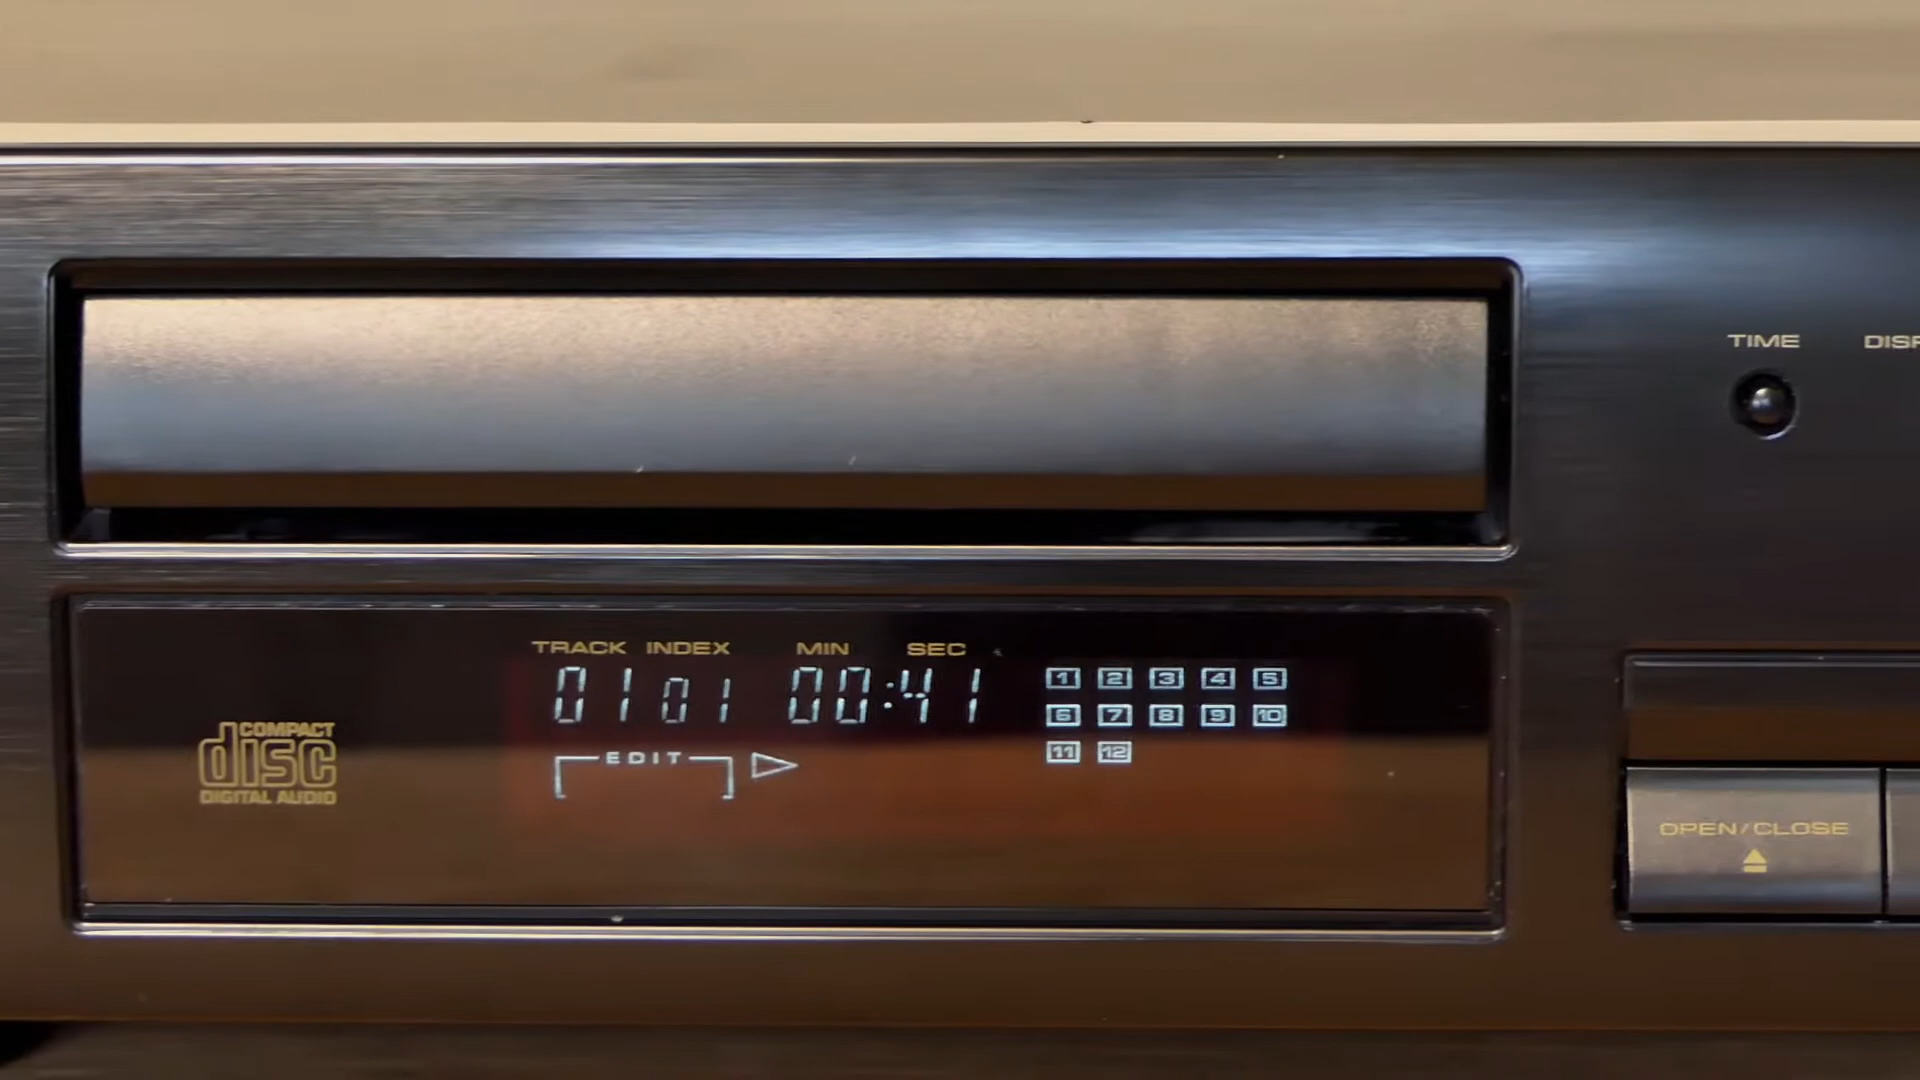 TIME DISP
TRACK INDEX MIN SEC
01 01 00:41
1 2 3 4 5
6 7 8 9 10
11 12
EDIT
COMPACT
disc
DIGITAL AUDIO
OPEN/CLOSE